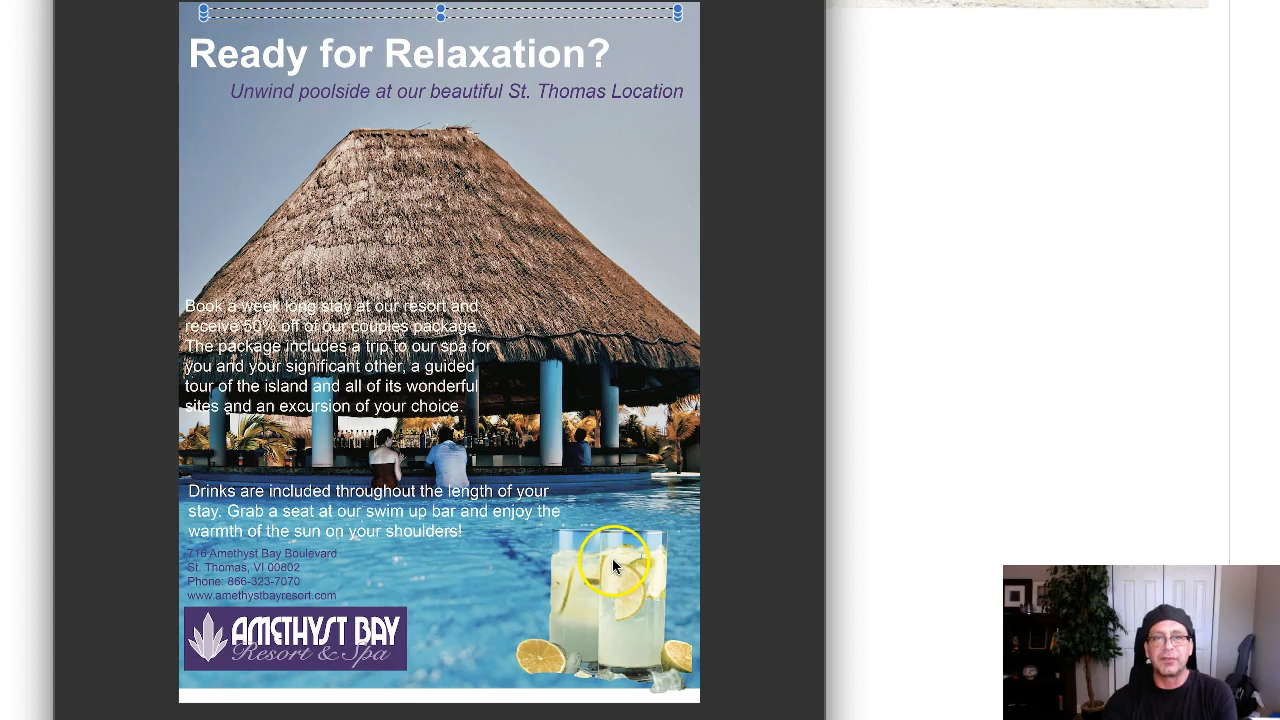 Ready for Relaxation?
Unwind poolside at our beautiful St. Thomas Location
Book a week long stay at our resort and
receive 50% off of our couples package.
The package includes a trip to our spa for
you and your significant other, a guided
tour of the island and all of its wonderful
sites and an excursion of your choice.
Drinks are included throughout the length of your
stay. Grab a seat at our swim up bar and enjoy the
warmth of the sun on your shoulders!
718 Amethyst Bay Boulevard
St. Thomas, VI 00802
Phone: 866-323-7070
www.amethystbayresort.com
AMETHYST BAY
Resort & Spa